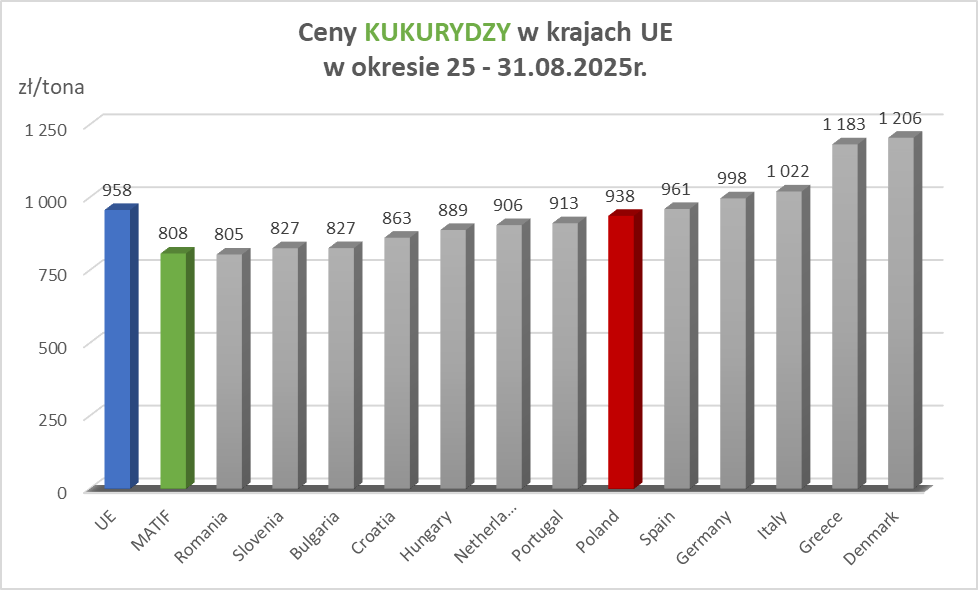 Ceny KUKURYDZY w krajach UE
w okresie 25 - 31.08.2025r.
zł/tona
1 250
1 000
750
500
250
0
958
808
805
827
827
863
889
906
913
938
961
998
1 022
1 183
1 206
UE
MATIF
Romania
Slovenia
Bulgaria
Croatia
Hungary
Netherla...
Portugal
Poland
Spain
Germany
Italy
Greece
Denmark